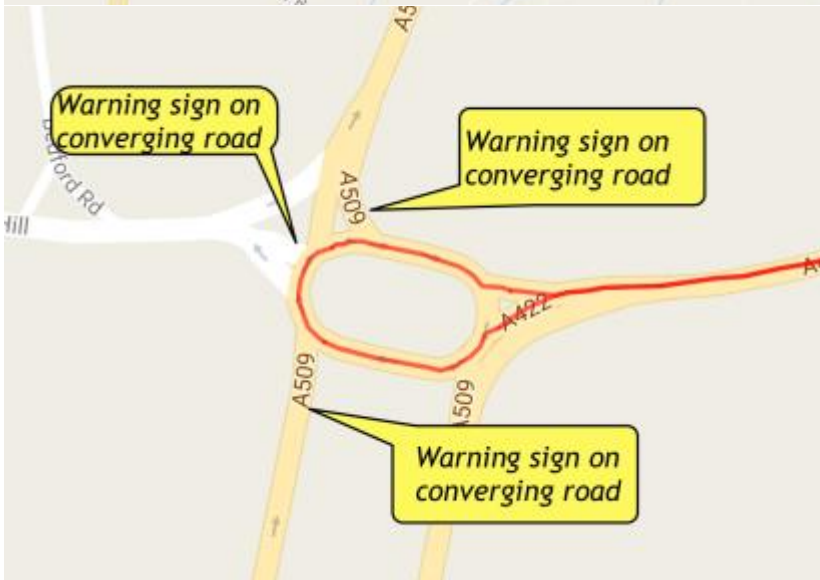 A5
Warning sign on
converging road
Warning sign on
converging road
Bedford Rd
Hill
A509
A422
A509
A509
Warning sign on
converging road